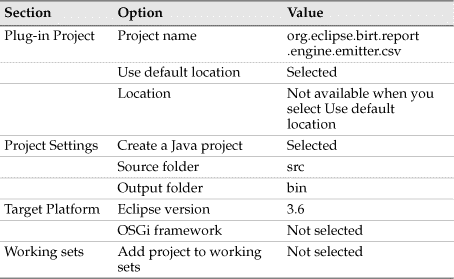 Section Option Value
Plug-in Project Project name org.eclipse.birt.report
.engine.emitter.csv
Use default location Selected
Location Not available when you
select Use default
location
Project Settings Create a Java project Selected
Source folder src
Output folder bin
Target Platform Eclipse version 3.6
OSGi framework Not selected
Working sets Add project to working Not selected
sets